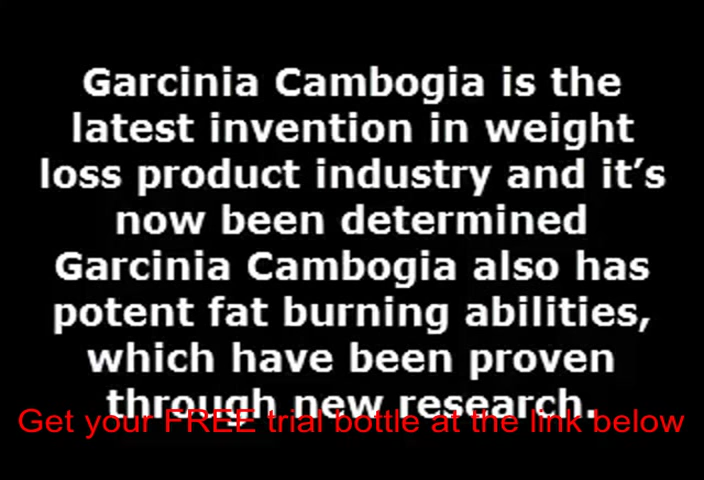 Garcinia Cambogia is the
latest invention in weight
loss product industry and it’s
now been determined
Garcinia Cambogia also has
potent fat burning abilities,
which have been proven
through new research.
Get your FREE trial bottle at the link below